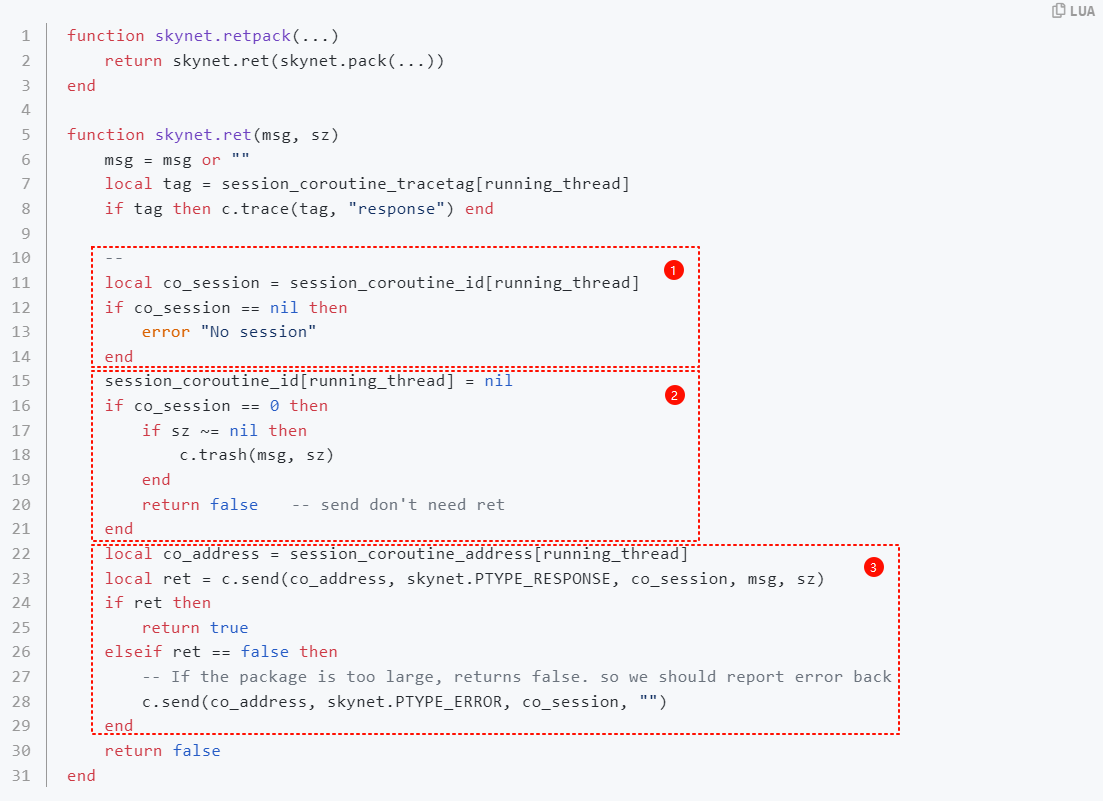 LUA
1 function skynet.retpack(...)
2     return skynet.ret(skynet.pack(...))
3 end
4
5 function skynet.ret(msg, sz)
6     msg = msg or ""
7     local tag = session_coroutine_tracetag[running_thread]
8     if tag then c.trace(tag, "response") end
9
10     --
1
11     local co_session = session_coroutine_id[running_thread]
12     if co_session == nil then
13         error "No session"
14     end
15     session_coroutine_id[running_thread] = nil
2
16     if co_session == 0 then
17         if sz ~= nil then
18             c.trash(msg, sz)
19         end
20         return false   -- send don't need ret
21     end
22     local co_address = session_coroutine_address[running_thread]
3
23     local ret = c.send(co_address, skynet.PTYPE_RESPONSE, co_session, msg, sz)
24     if ret then
25         return true
26     elseif ret == false then
27         -- If the package is too large, returns false. so we should report error back
28         c.send(co_address, skynet.PTYPE_ERROR, co_session, "")
29     end
30     return false
31 end